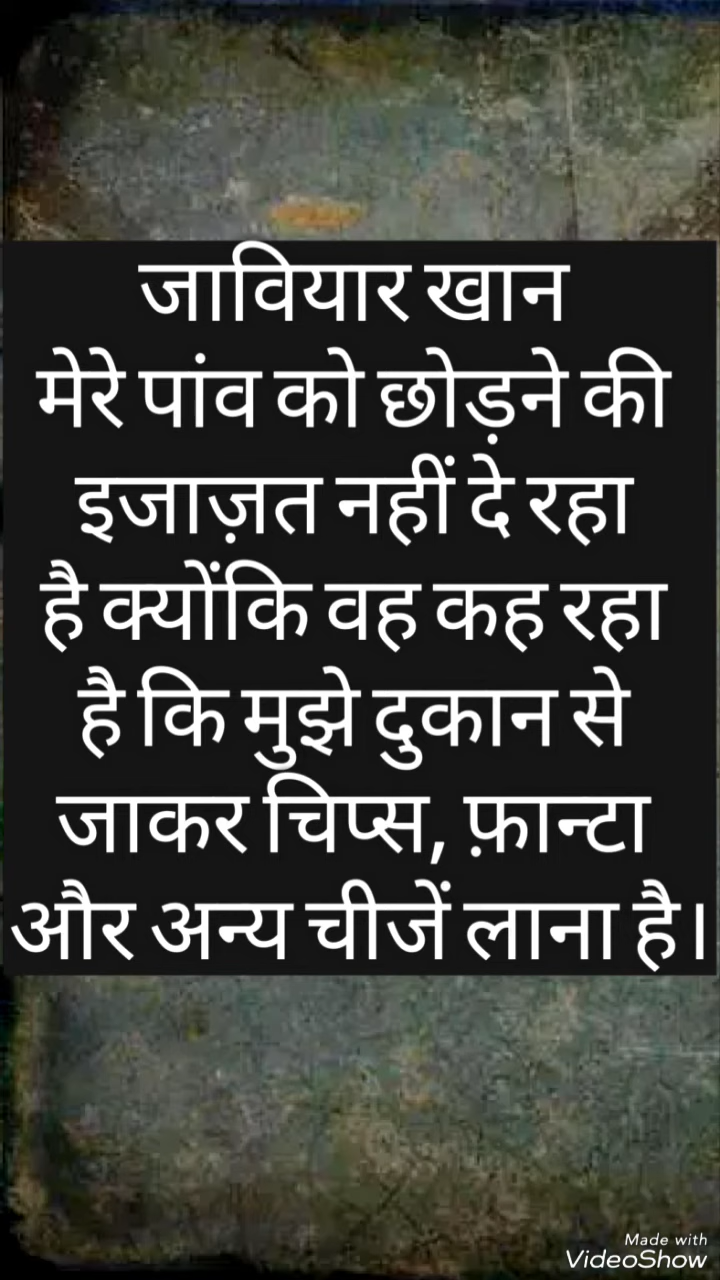 जावियार खान
मेरे पांव को छोड़ने की
इजाज़त नहीं दे रहा
है क्योंकि वह कह रहा
है कि मुझे दुकान से
जाकर चिप्स, फ़ान्टा
और अन्य चीजें लाना है।
Made with
VideoShow